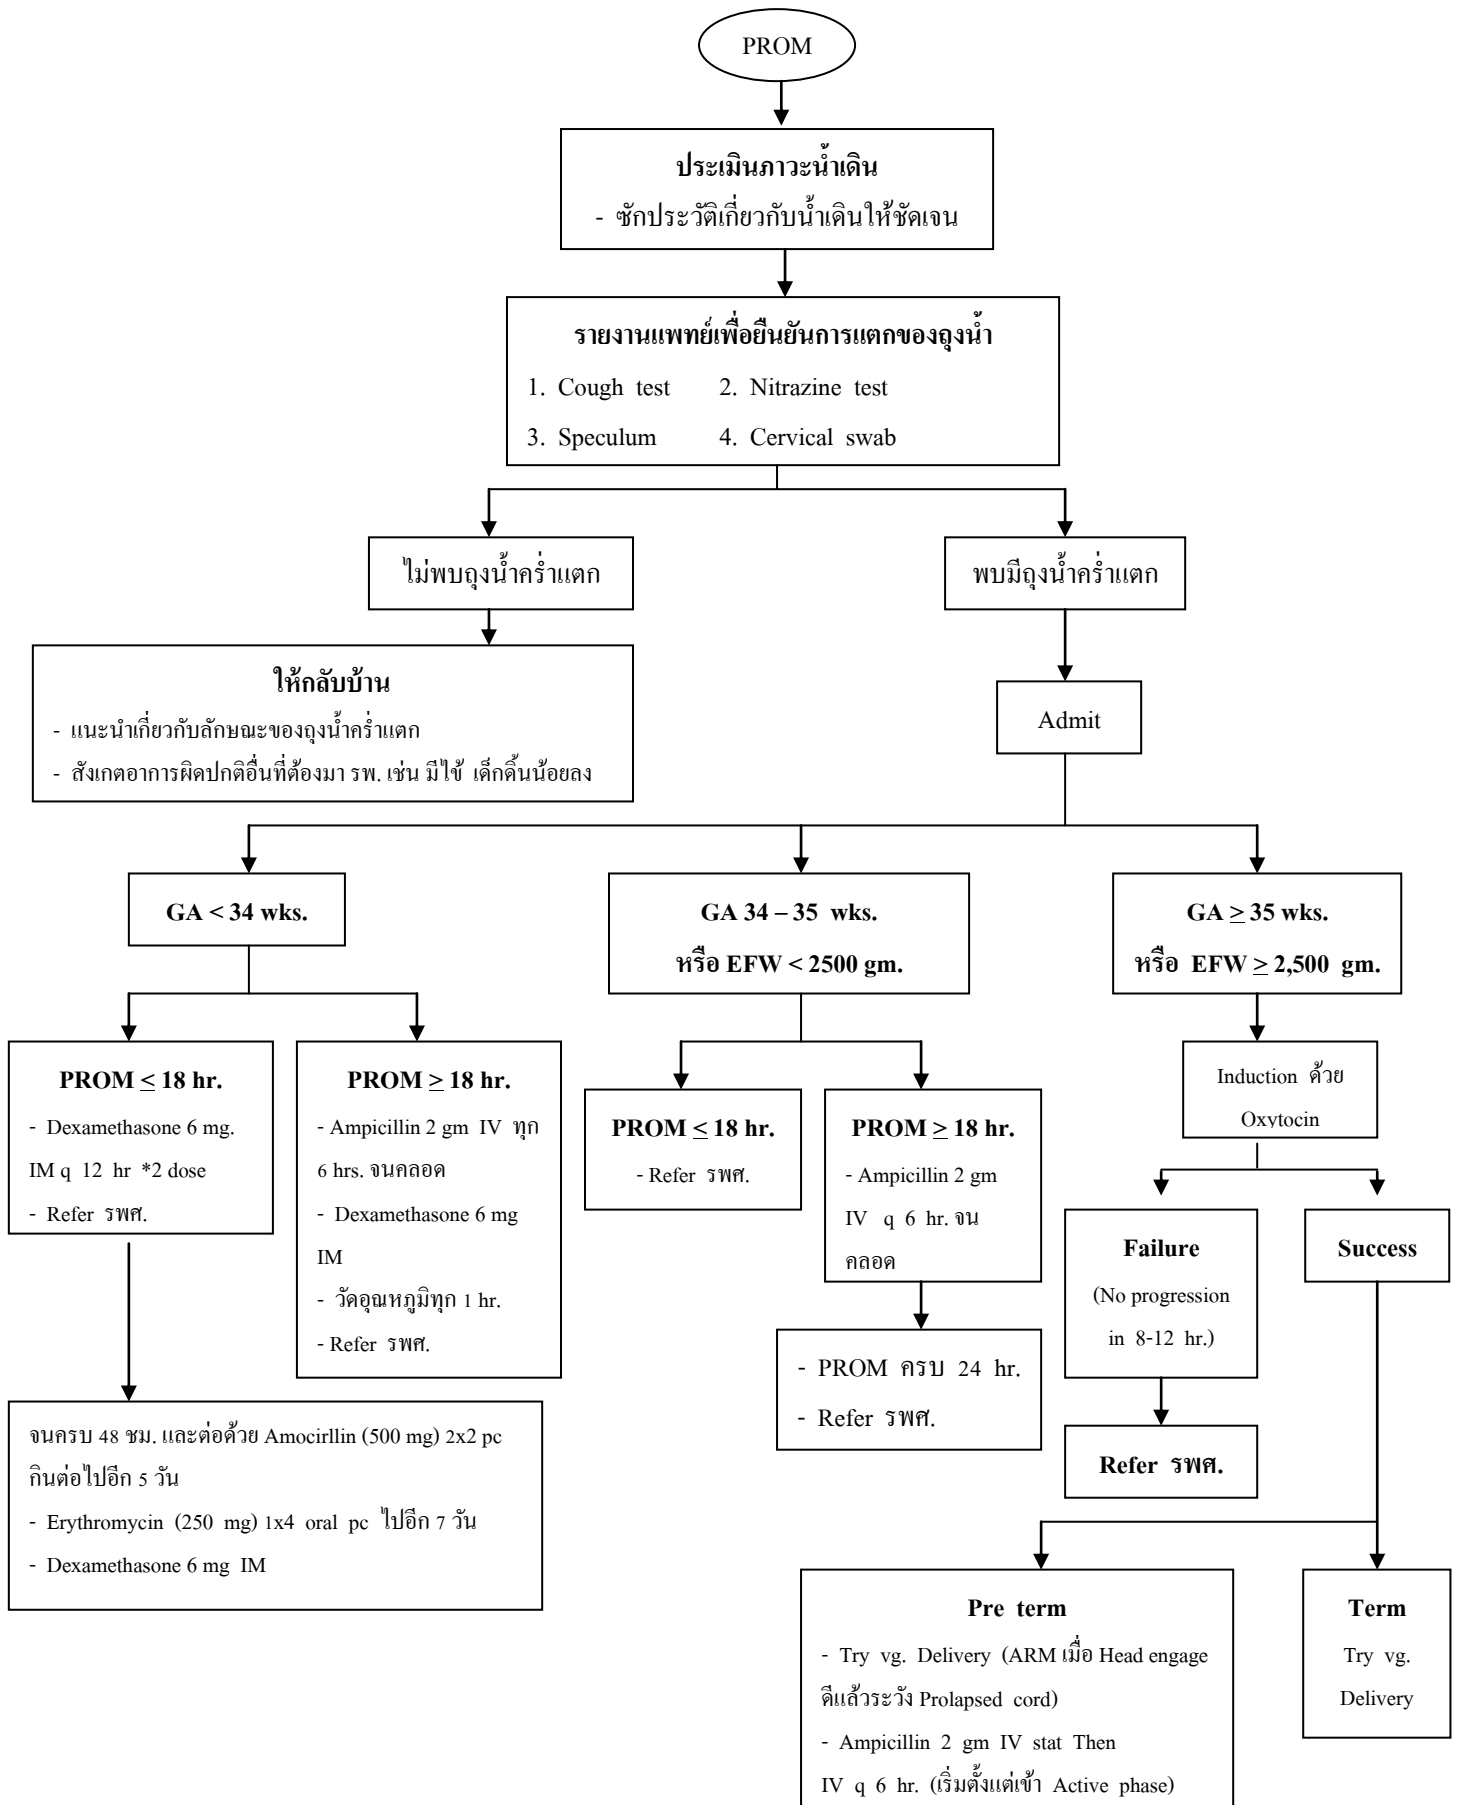 PROM
ประเมินภาวะน้ำเดิน
- ซักประวัติเกี่ยวกับน้ำเดินให้ชัดเจน
รายงานแพทย์เพื่อยืนยันการแตกของถุงน้ำ
1. Cough test 2. Nitrazine test
3. Speculum 4. Cervical swab
ไม่พบถุงน้ำคร่ำแตก
พบมีถุงน้ำคร่ำแตก
ให้กลับบ้าน
- แนะนำเกี่ยวกับลักษณะของถุงน้ำคร่ำแตก
- สังเกตอาการผิดปกติอื่นที่ต้องมา รพ. เช่น มีไข้ เด็กดิ้นน้อยลง
Admit
GA < 34 wks.
GA 34 – 35 wks.
หรือ EFW < 2500 gm.
GA ≥ 35 wks.
หรือ EFW ≥ 2,500 gm.
PROM ≤ 18 hr.
- Dexamethasone 6 mg.
IM q 12 hr *2 dose
- Refer รพศ.
PROM ≥ 18 hr.
- Ampicillin 2 gm IV ทุก
6 hrs. จนคลอด
- Dexamethasone 6 mg
IM
- วัดอุณหภูมิทุก 1 hr.
- Refer รพศ.
PROM ≤ 18 hr.
- Refer รพศ.
PROM ≥ 18 hr.
- Ampicillin 2 gm
IV q 6 hr. จน
คลอด
Induction ด้วย
Oxytocin
Failure
(No progression
in 8-12 hr.)
Success
- PROM ครบ 24 hr.
- Refer รพศ.
Refer รพศ.
จนครบ 48 ชม. และต่อด้วย Amocirllin (500 mg) 2x2 pc
กินต่อไปอีก 5 วัน
- Erythromycin (250 mg) 1x4 oral pc ไปอีก 7 วัน
- Dexamethasone 6 mg IM
Pre term
- Try vg. Delivery (ARM เมื่อ Head engage
ดีแล้วระวัง Prolapsed cord)
- Ampicillin 2 gm IV stat Then
IV q 6 hr. (เริ่มตั้งแต่เข้า Active phase)
Term
Try vg.
Delivery